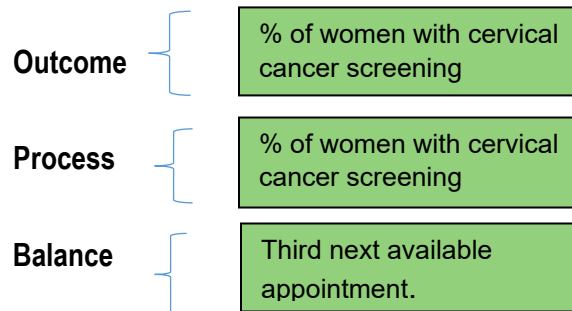 Outcome
% of women with cervical
cancer screening
Process
% of women with cervical
cancer screening
Balance
Third next available
appointment.